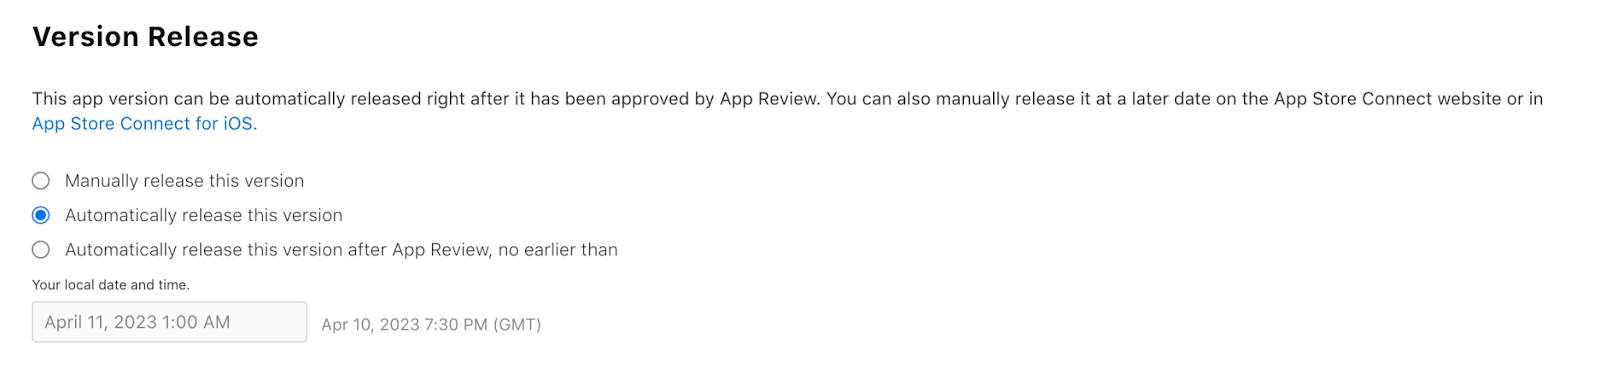 Version Release
This app version can be automatically released right after it has been approved by App Review. You can also manually release it at a later date on the App Store Connect website or in
App Store Connect for iOS.
Manually release this version
Automatically release this version
Automatically release this version after App Review, no earlier than
Your local date and time.
April 11, 2023 1:00 AM Apr 10, 2023 7:30 PM (GMT)